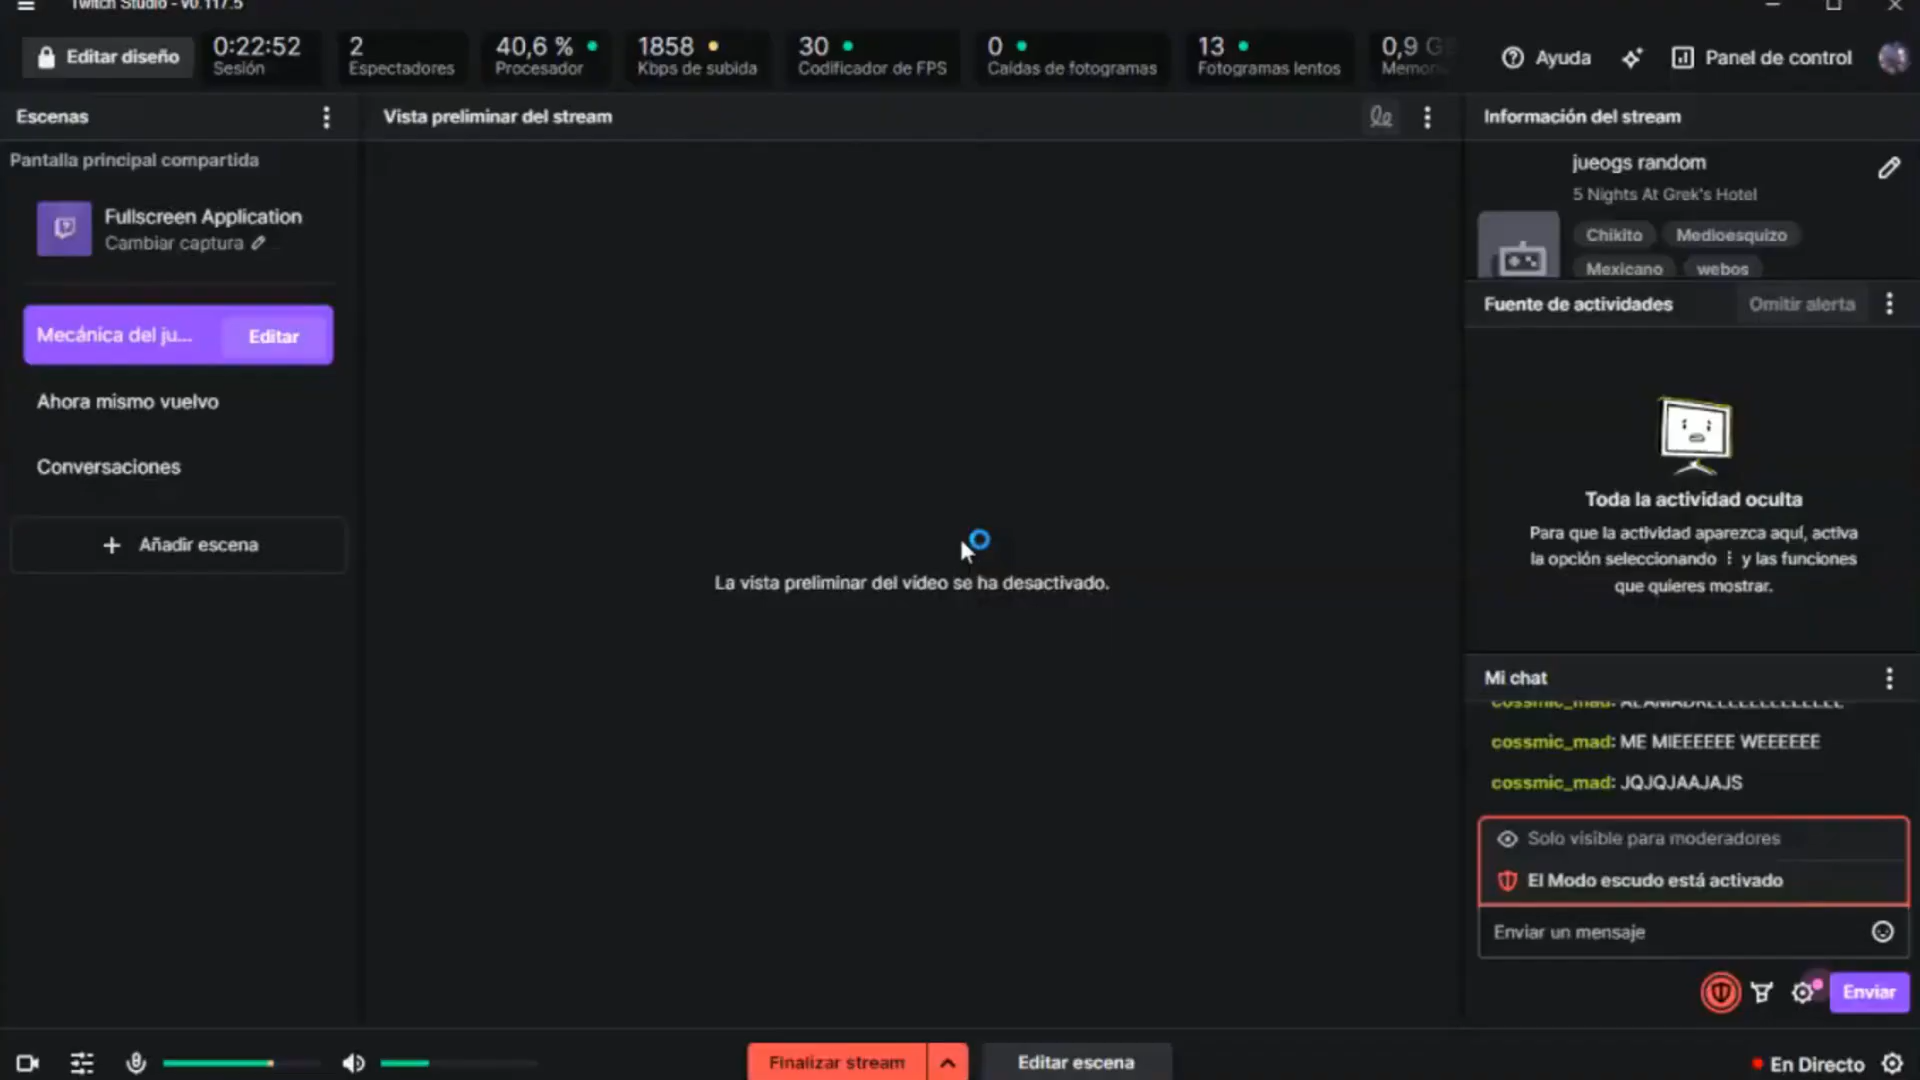 Twitch Studio - v0.117.5
Editar diseño
0:22:52
Sesión
2
Espectadores
40,6 %
Procesador
1858
Kbps de subida
30
Codificador de FPS
0
Caídas de fotogramas
13
Fotogramas lentos
0,9 G
Memor
Ayuda
Panel de control
Escenas
Pantalla principal compartida
Fullscreen Application
Cambiar captura
Mecánica del ju...
Editar
Ahora mismo vuelvo
Conversaciones
+ Añadir escena
Vista preliminar del stream
La vista preliminar del vídeo se ha desactivado.
Información del stream
jueogs random
5 Nights At Grek's Hotel
Chikito
Medioesquizo
Mexicano
webos
Fuente de actividades
Omitir alerta
Toda la actividad oculta
Para que la actividad aparezca aquí, activa
la opción seleccionando ⋮ y las funciones
que quieres mostrar.
Mi chat
cossmic_mad:
cossmic_mad: ME MIEEEEEE WEEEEEE
cossmic_mad: JQJQJAAJAJS
Solo visible para moderadores
El Modo escudo está activado
Enviar un mensaje
Enviar
Finalizar stream
Editar escena
En Directo